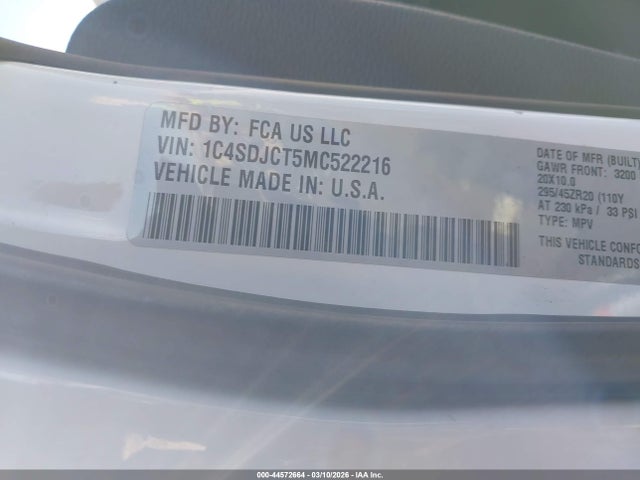 MFD BY: FCA US LLC
VIN: 1C4SDJCT5MC522216
VEHICLE MADE IN: U.S.A.
DATE OF MFR (BUILT)
GAWR FRONT: 3200
20X10.0
295/45ZR20 (110Y
AT 230 kPa / 33 PSI
TYPE: MPV
THIS VEHICLE CONFO
STANDARDS
000-44572664 - 03/10/2026 - IAA Inc.